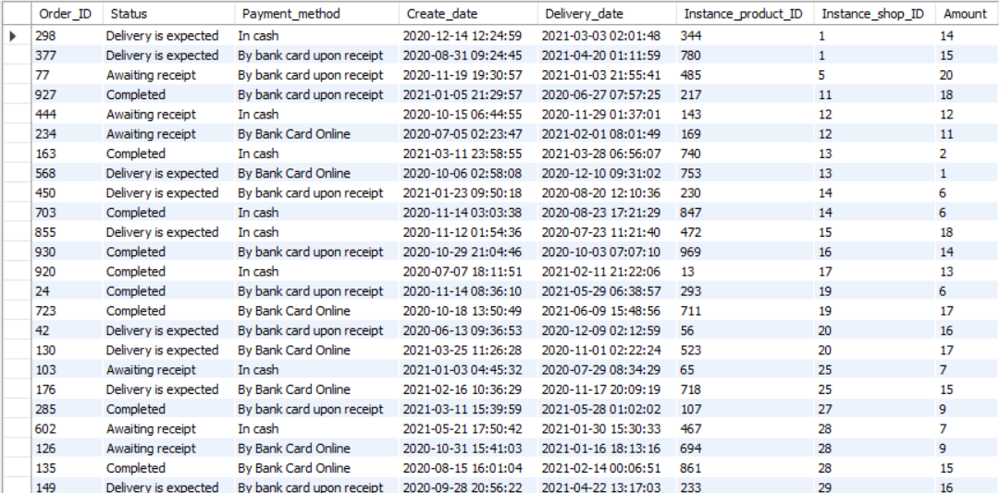 Order_ID Status Payment_method Create_date Delivery_date Instance_product_ID Instance_shop_ID Amount
298 Delivery is expected In cash 2020-12-14 12:24:59 2021-03-03 02:01:48 344 1 14
377 Delivery is expected By bank card upon receipt 2020-08-31 09:24:45 2021-04-20 01:11:59 780 1 15
77 Awaiting receipt By bank card upon receipt 2020-11-19 19:30:57 2021-01-03 21:55:41 485 5 20
927 Completed By bank card upon receipt 2021-01-05 21:29:57 2020-06-27 07:57:25 217 11 18
444 Awaiting receipt In cash 2020-10-15 06:44:55 2020-11-29 01:37:01 143 12 12
234 Awaiting receipt By Bank Card Online 2020-07-05 02:23:47 2021-02-01 08:01:49 169 12 11
163 Completed In cash 2021-03-11 23:58:55 2021-03-28 06:56:07 740 13 2
568 Delivery is expected By Bank Card Online 2020-10-06 02:58:08 2020-12-10 09:31:02 753 13 1
450 Delivery is expected By bank card upon receipt 2021-01-23 09:50:18 2020-08-20 12:10:36 230 14 6
703 Completed In cash 2020-11-14 03:03:38 2020-08-23 17:21:29 847 14 6
855 Delivery is expected In cash 2020-11-12 01:54:36 2020-07-23 11:21:40 472 15 18
930 Completed By bank card upon receipt 2020-10-29 21:04:46 2020-10-03 07:07:10 969 16 14
920 Completed In cash 2020-07-07 18:11:51 2021-02-11 21:22:06 13 17 13
24 Completed By bank card upon receipt 2020-11-14 08:36:10 2021-05-29 06:38:57 293 19 6
723 Completed By Bank Card Online 2020-10-18 13:50:49 2021-06-09 15:48:56 711 19 17
42 Delivery is expected By bank card upon receipt 2020-06-13 09:36:53 2020-12-09 02:12:59 56 20 16
130 Delivery is expected By Bank Card Online 2021-03-25 11:26:28 2020-11-01 02:22:24 523 20 17
103 Awaiting receipt In cash 2021-01-03 04:45:32 2020-07-29 08:34:29 65 25 7
176 Delivery is expected By Bank Card Online 2021-02-16 10:36:29 2020-11-17 20:09:19 718 25 15
285 Completed By bank card upon receipt 2021-03-11 15:39:59 2021-05-28 01:02:02 107 27 9
602 Awaiting receipt In cash 2021-05-21 17:50:42 2021-01-30 15:30:33 467 28 7
126 Awaiting receipt By Bank Card Online 2020-10-31 15:41:03 2021-01-16 18:13:16 694 28 9
135 Completed By Bank Card Online 2020-08-15 16:01:04 2021-02-14 00:06:51 861 28 15
149 Delivery is expected By bank card upon receipt 2020-09-28 20:56:22 2021-04-22 13:17:03 233 29 16